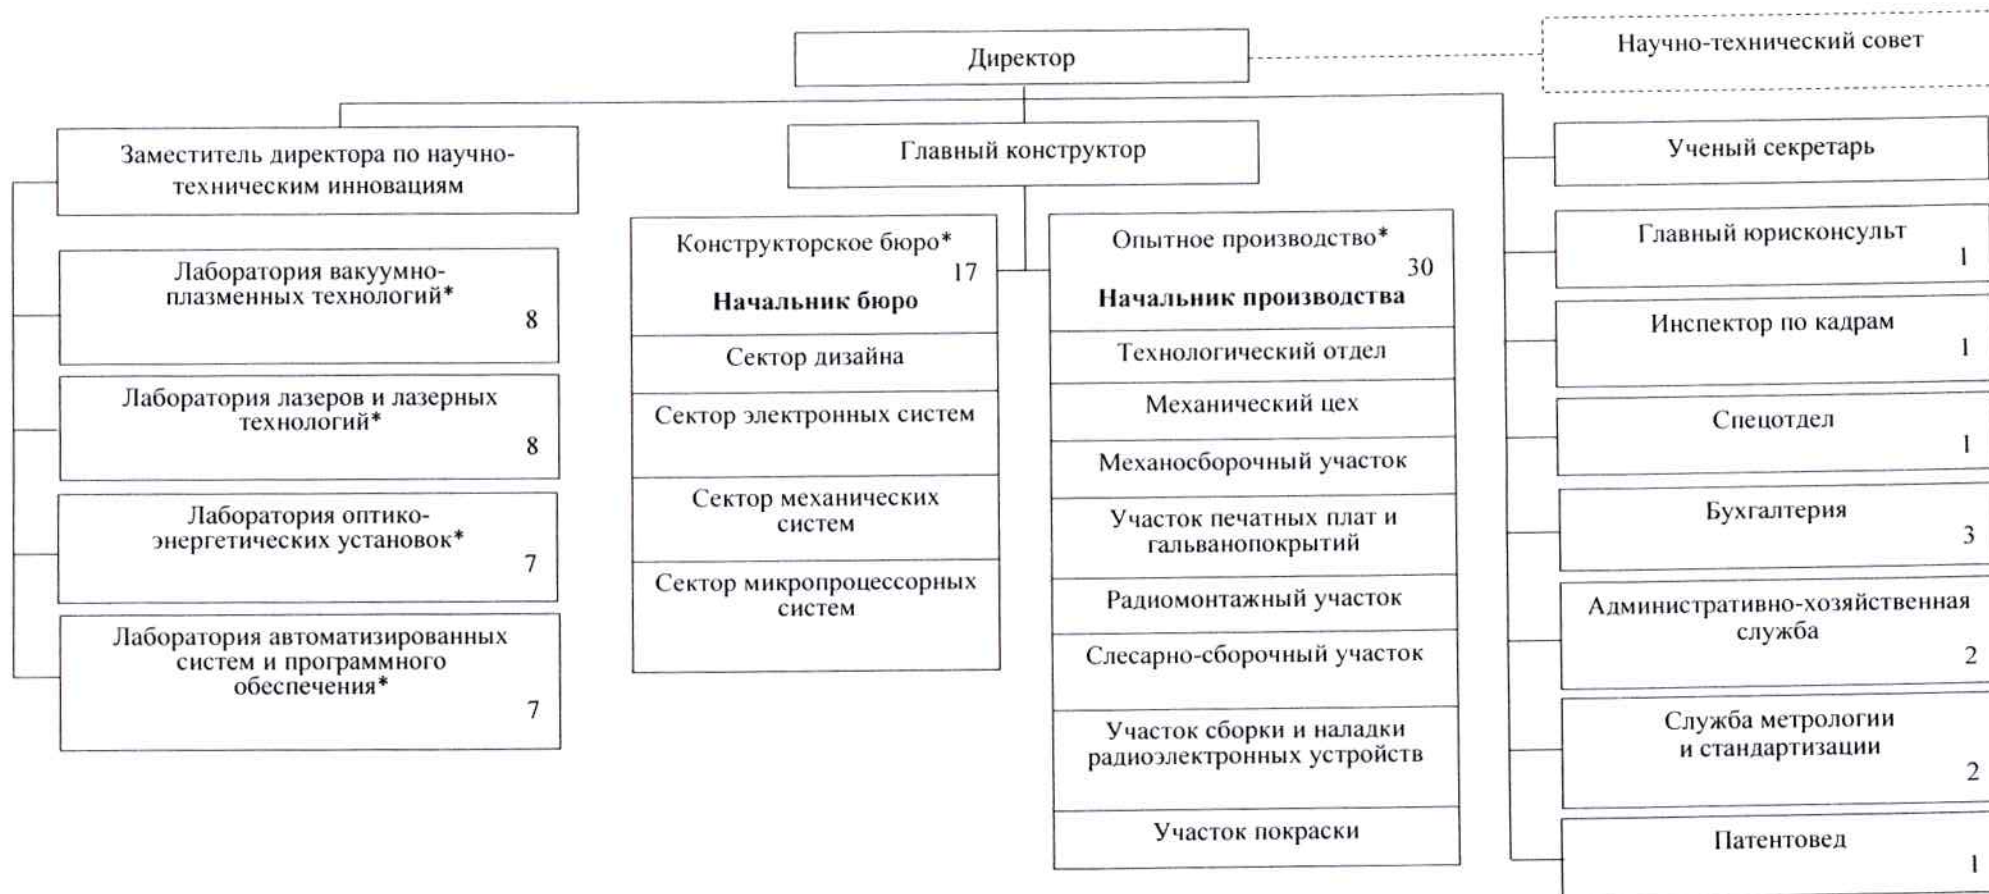 Директор
Научно-технический совет
Заместитель директора по научно-
техническим инновациям
Главный конструктор
Ученый секретарь
Лаборатория вакуумно-
плазменных технологий*
8
Лаборатория лазеров и лазерных
технологий*
8
Лаборатория оптико-
энергетических установок*
7
Лаборатория автоматизированных
систем и программного
обеспечения*
7
Конструкторское бюро*
17
Начальник бюро
Сектор дизайна
Сектор электронных систем
Сектор механических
систем
Сектор микропроцессорных
систем
Опытное производство*
30
Начальник производства
Технологический отдел
Механический цех
Механосборочный участок
Участок печатных плат и
гальванопокрытий
Радиомонтажный участок
Слесарно-сборочный участок
Участок сборки и наладки
радиоэлектронных устройств
Участок покраски
Главный юрисконсульт
1
Инспектор по кадрам
1
Спецотдел
1
Бухгалтерия
3
Административно-хозяйственная
служба
2
Служба метрологии
и стандартизации
2
Патентовед
1